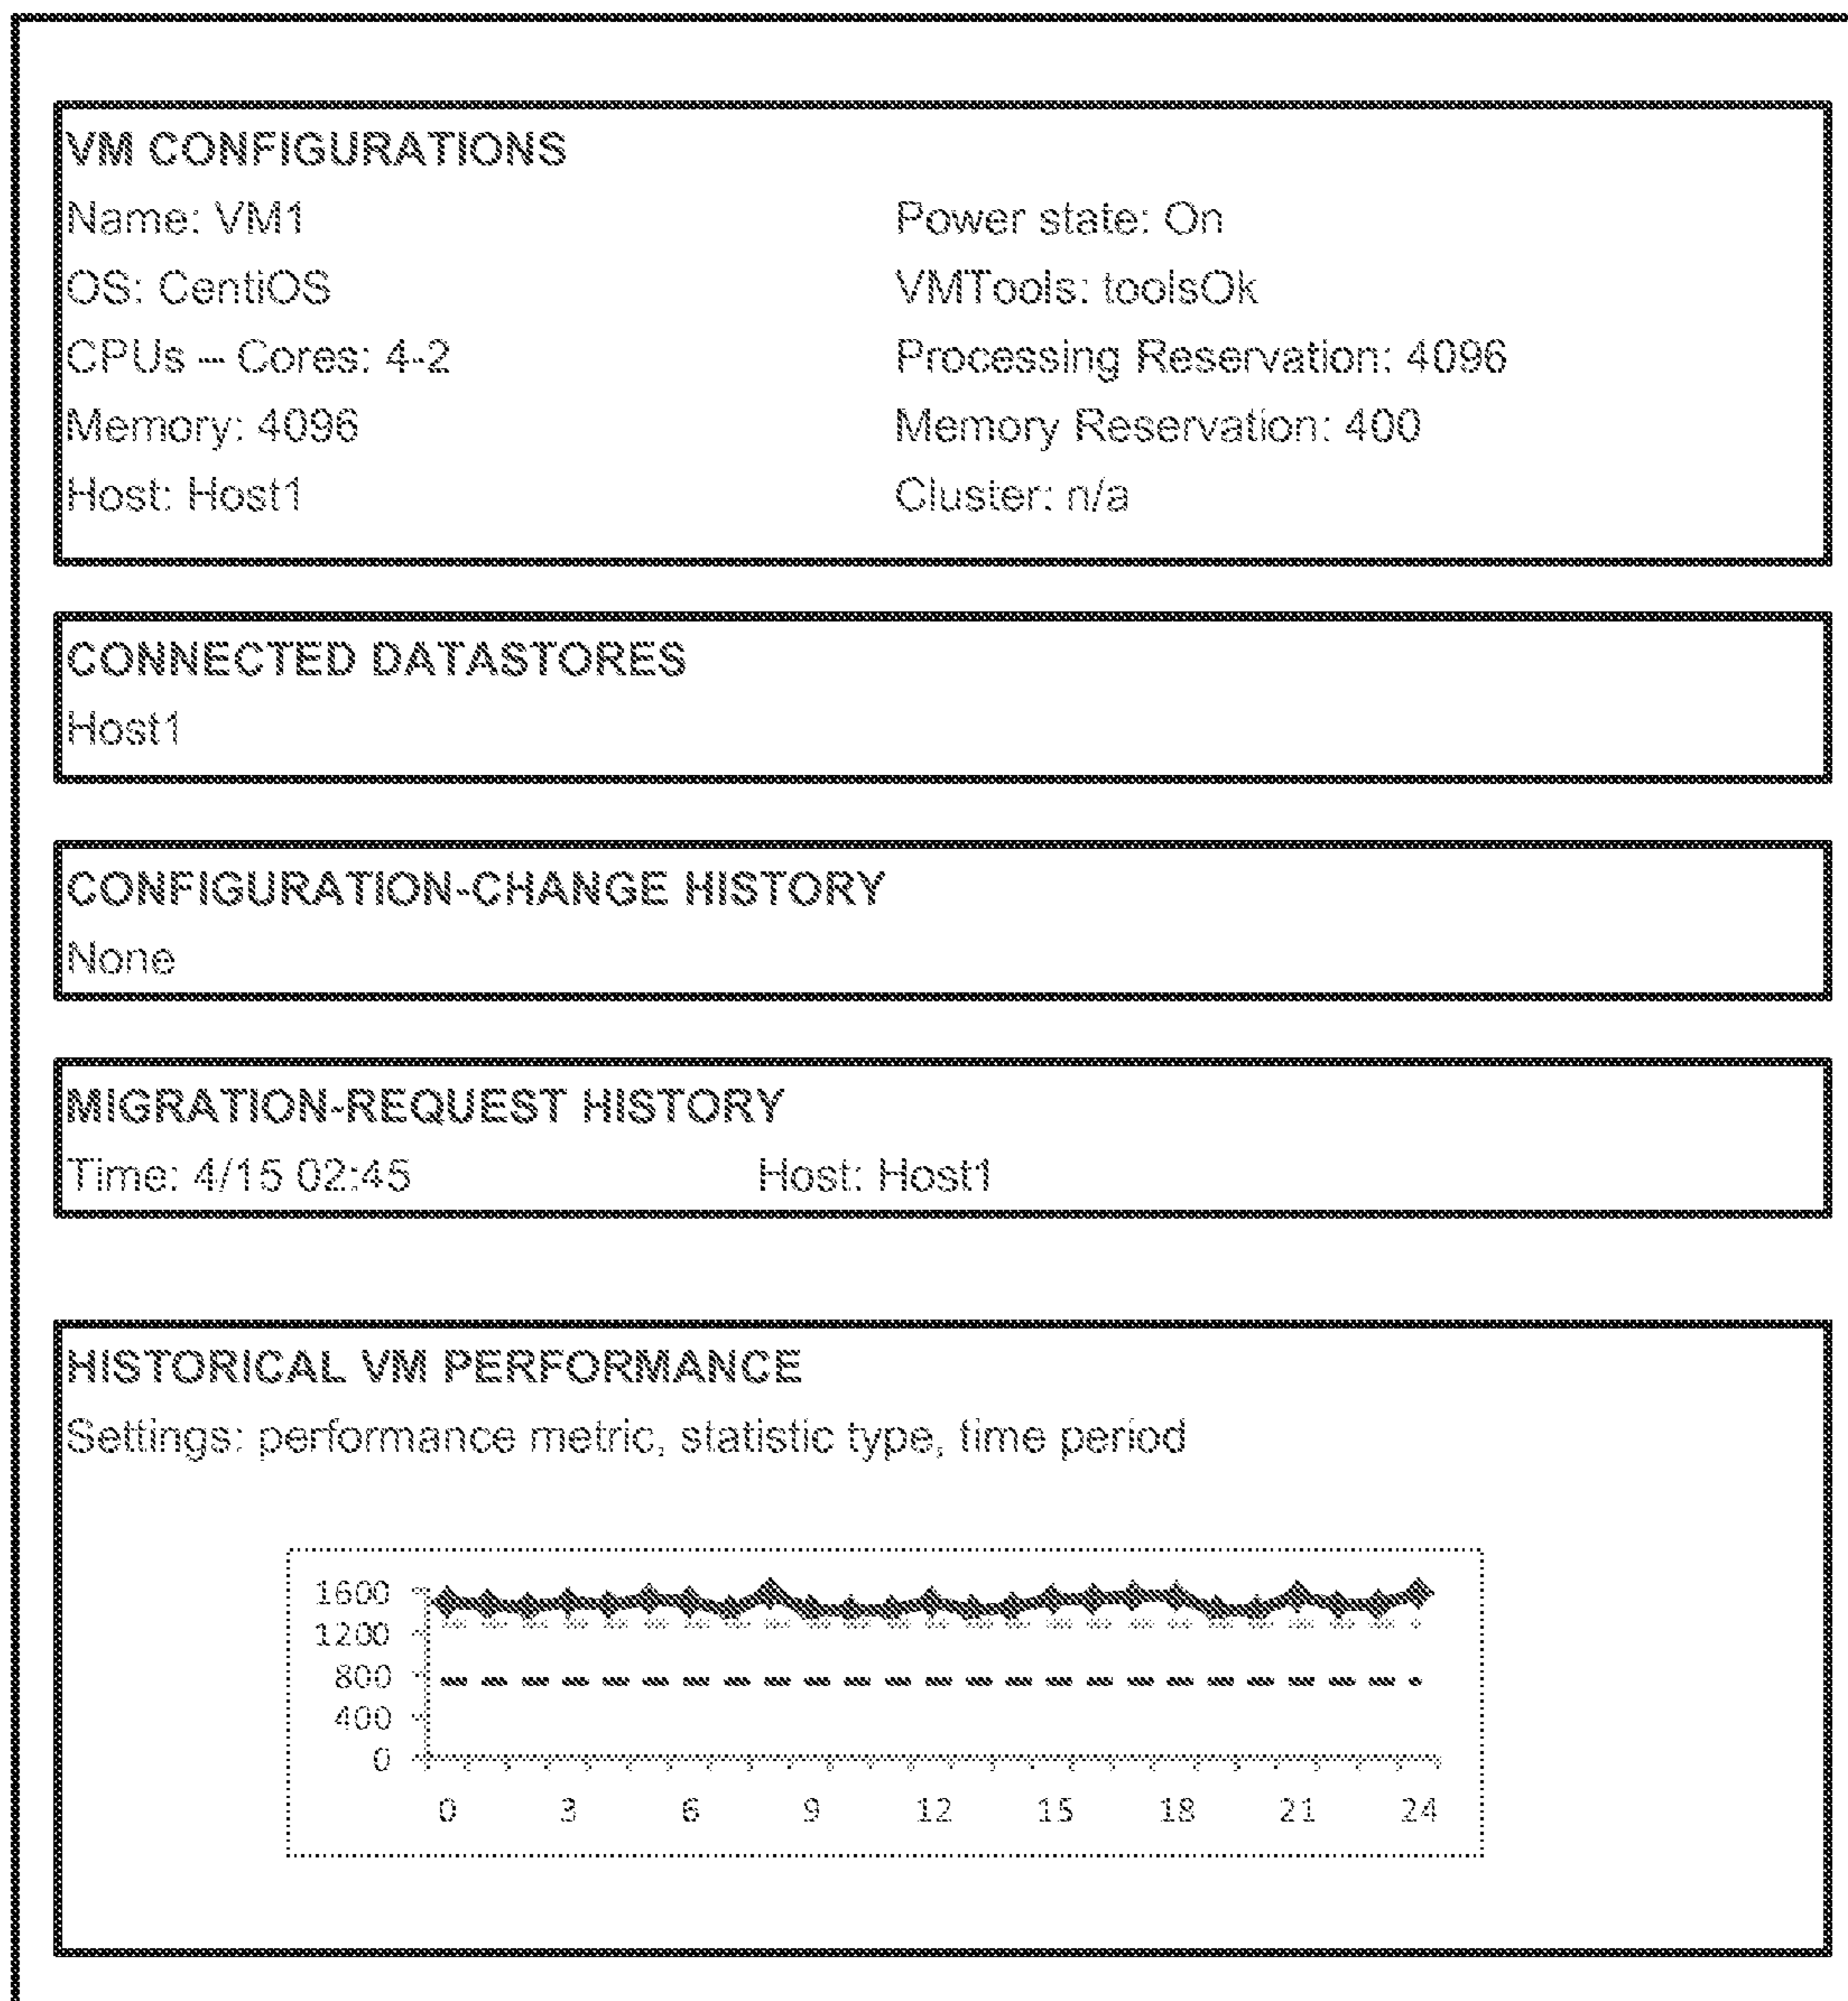 VM CONFIGURATIONS
Name: VM1 Power state: On
OS: CentiOS VMTools: toolsOk
CPUs – Cores: 4-2 Processing Reservation: 4096
Memory: 4096 Memory Reservation: 400
Host: Host1 Cluster: n/a
CONNECTED DATASTORES
Host1
CONFIGURATION-CHANGE HISTORY
None
MIGRATION-REQUEST HISTORY
Time: 4/15 02:45 Host: Host1
HISTORICAL VM PERFORMANCE
Settings: performance metric, statistic type, time period
1600
1200
800
400
0
0 3 6 9 12 15 18 21 24